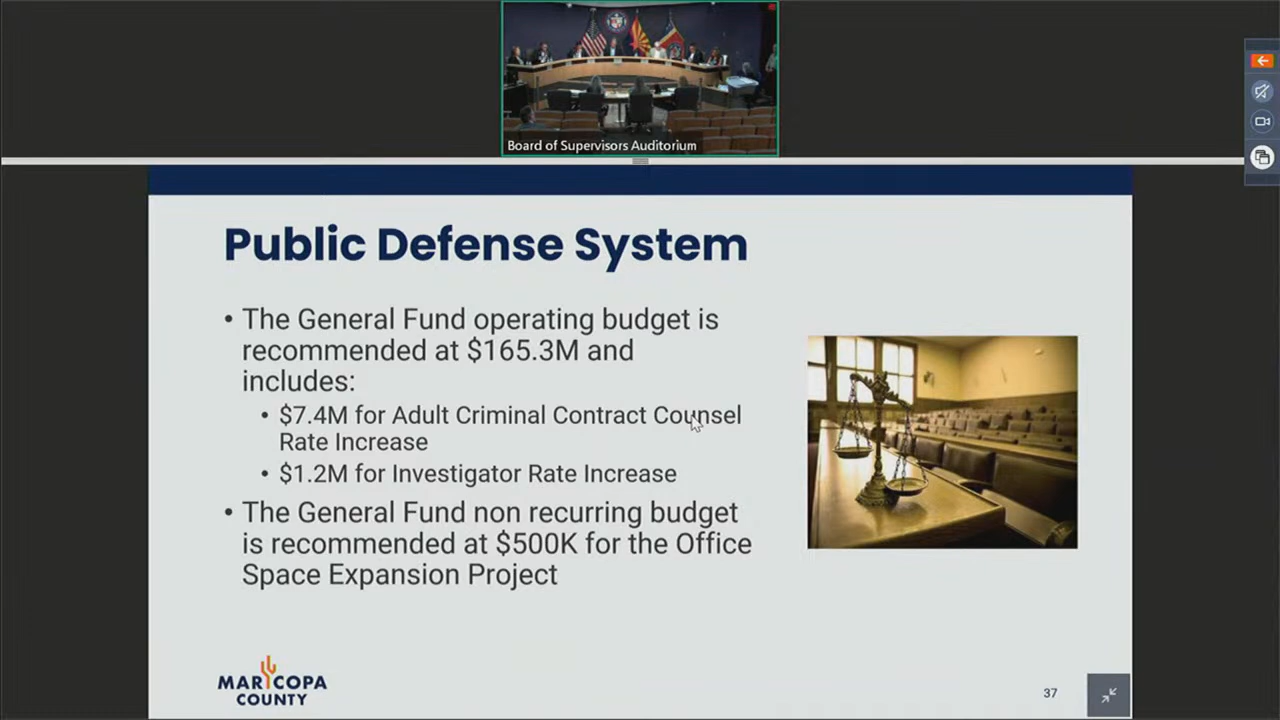 Board of Supervisors Auditorium
Public Defense System
• The General Fund operating budget is
recommended at $165.3M and
includes:
• $7.4M for Adult Criminal Contract Counsel
Rate Increase
• $1.2M for Investigator Rate Increase
• The General Fund non recurring budget
is recommended at $500K for the Office
Space Expansion Project
MARICOPA
COUNTY
37